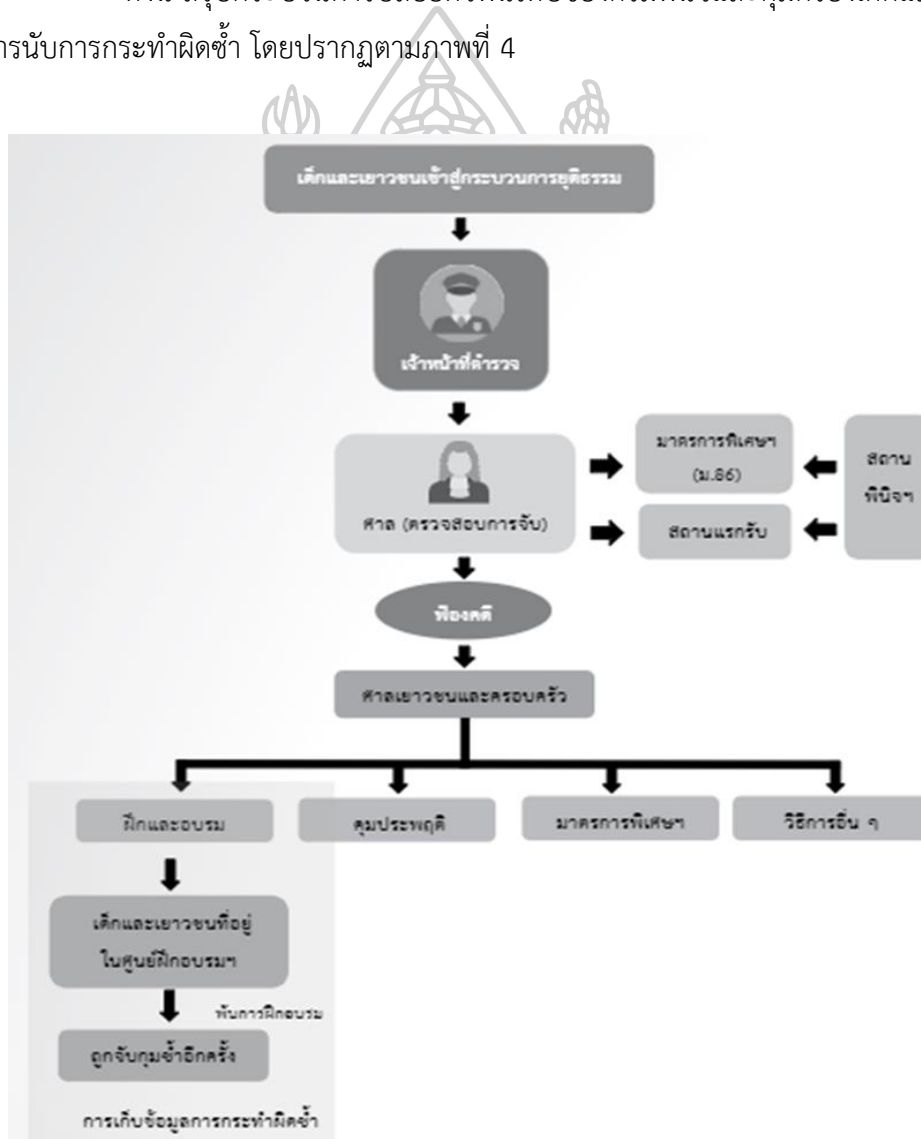 การนับการกระทำผิดซ้ำ โดยปรากฏตามภาพที่ 4
เด็กและเยาวชนเข้าสู่กระบวนการยุติธรรม
เจ้าหน้าที่ตำรวจ
ศาล (ตรวจสอบการจับ)
มาตรการพิเศษฯ
(ม.86)
สถานแรกรับ
สถาน
พินิจฯ
ฟ้องคดี
ศาลเยาวชนและครอบครัว
ฝึกและอบรม
คุมประพฤติ
มาตรการพิเศษฯ
วิธีการอื่น ๆ
เด็กและเยาวชนที่อยู่
ในศูนย์ฝึกอบรมฯ
พ้นการฝึกอบรม
ถูกจับกุมซ้ำอีกครั้ง
การเก็บข้อมูลการกระทำผิดซ้ำ